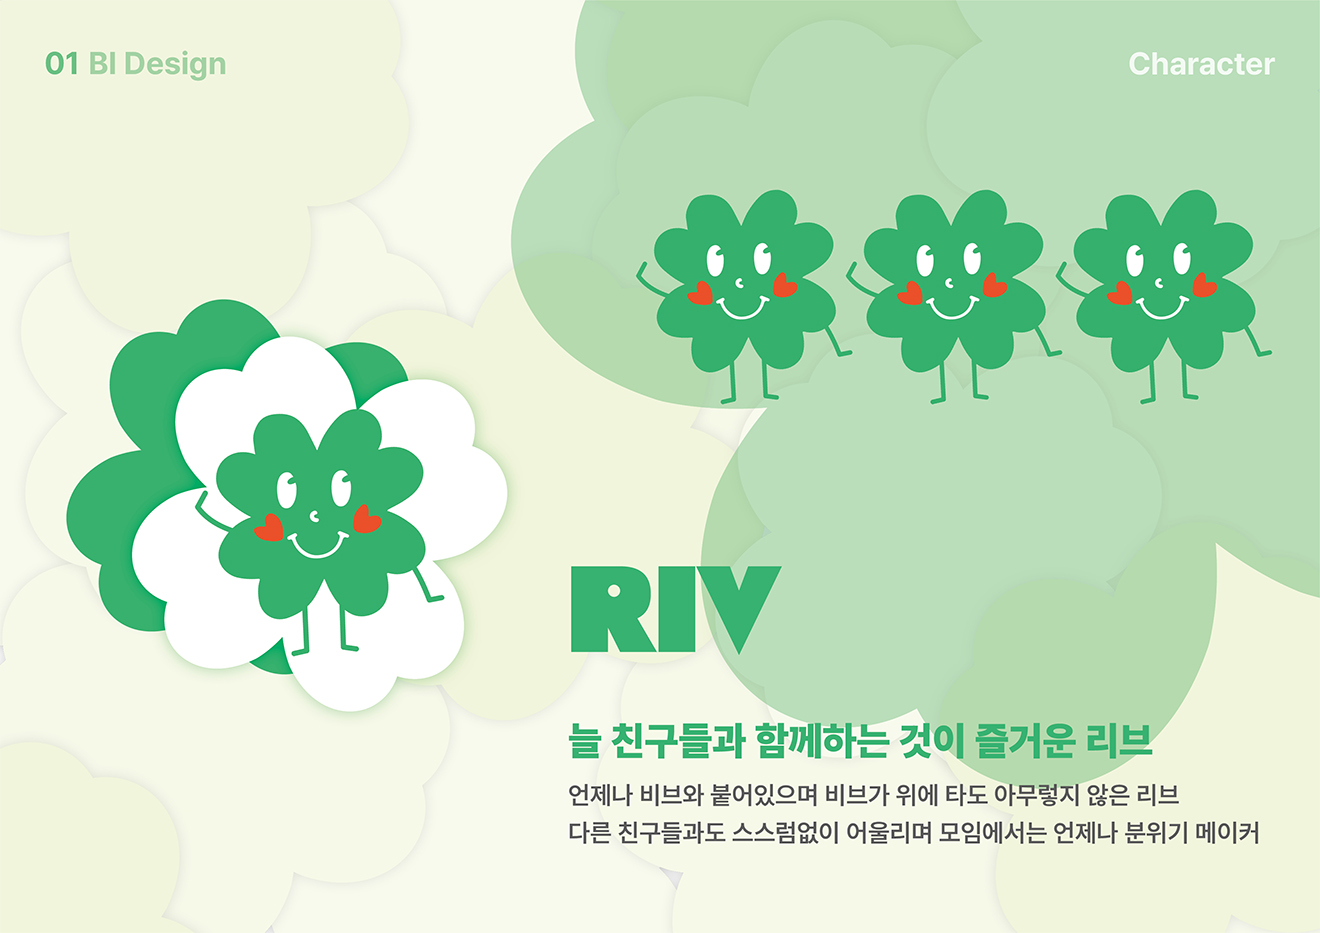 01 BI Design
Character
RIV
늘 친구들과 함께하는 것이 즐거운 리브
언제나 비브와 붙어있으며 비브가 위에 타도 아무렇지 않은 리브
다른 친구들과도 스스럼없이 어울리며 모임에서는 언제나 분위기 메이커